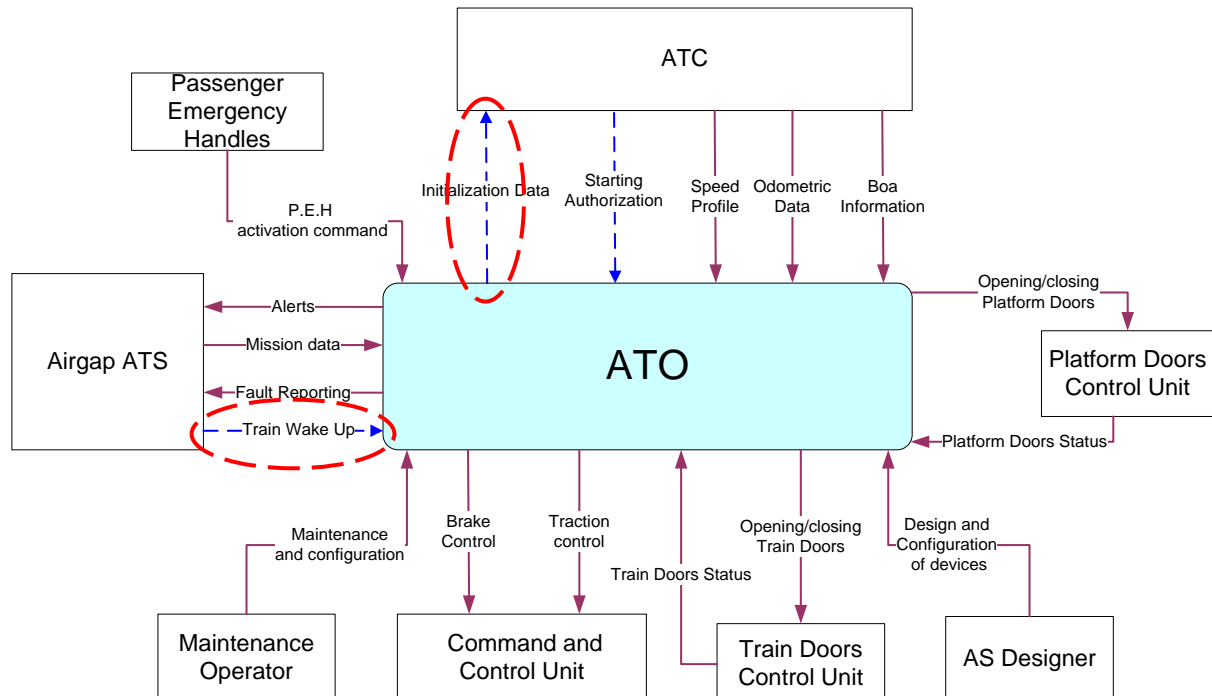 ATC
Passenger
Emergency
Handles
Initialization Data
Starting
Authorization
Speed
Profile
Odometric
Data
Boa
Information
P.E.H
activation command
Opening/closing
Platform Doors
Alerts
Mission data
Fault Reporting
Train Wake Up
Airgap ATS
ATO
Platform Doors
Control Unit
Platform Doors Status
Maintenance
and configuration
Brake
Control
Traction
control
Opening/closing
Train Doors
Train Doors Status
Design and
Configuration
of devices
Maintenance
Operator
Command and
Control Unit
Train Doors
Control Unit
AS Designer